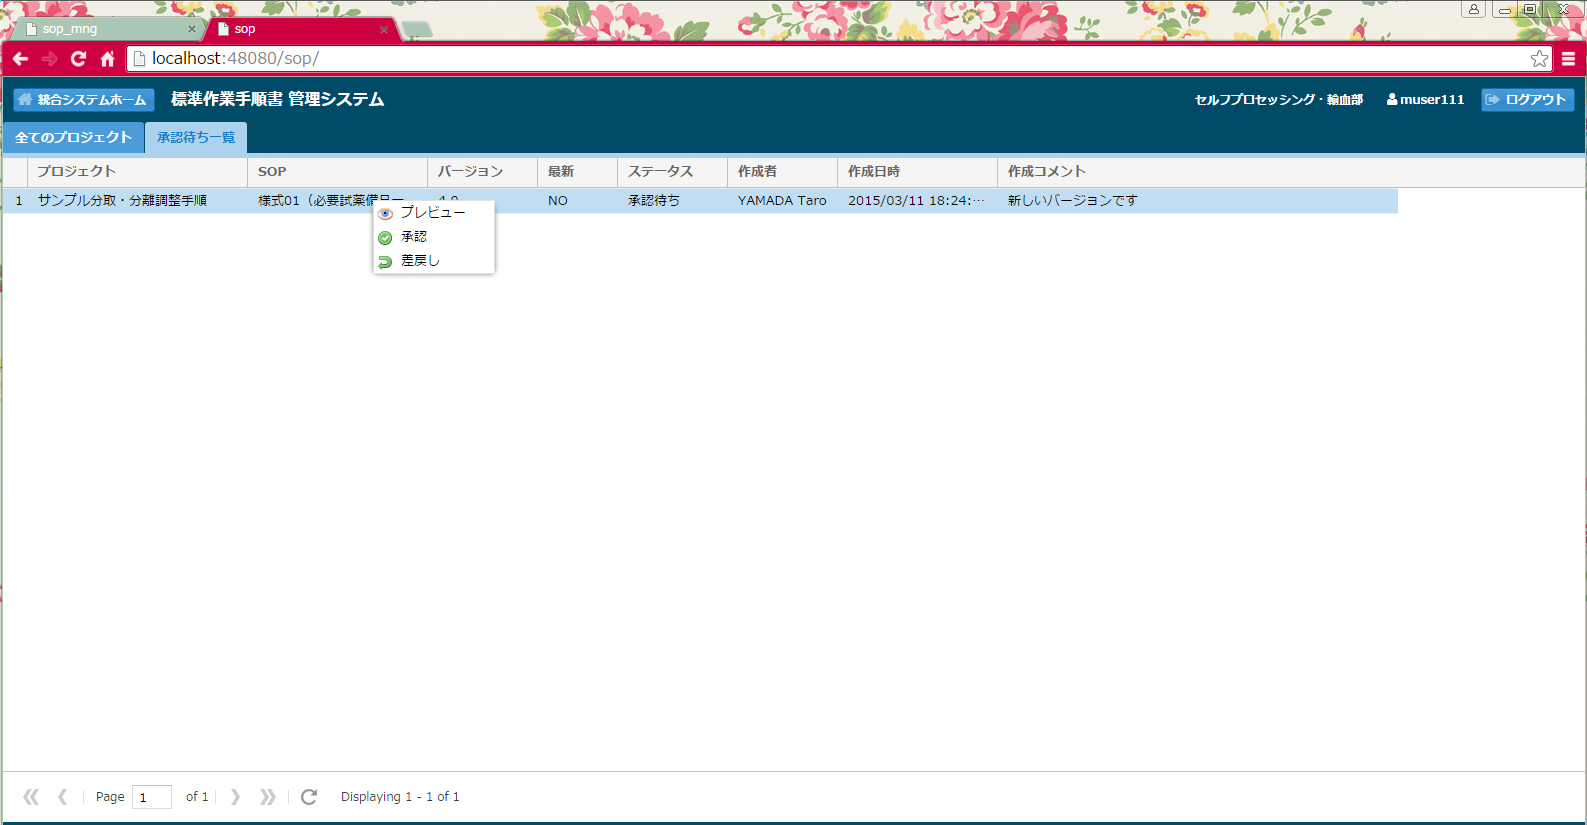 sop_mng
sop
localhost:48080/sop/
統合システムホーム 標準作業手順書 管理システム セルフプロセッシング・輸血部 muser111 ログアウト
全てのプロジェクト 承認待ち一覧
プロジェクト SOP バージョン 最新 ステータス 作成者 作成日時 作成コメント
1 サンプル分取・分離調整手順 様式01（必要試薬備品一 NO 承認待ち YAMADA Taro 2015/03/11 18:24:… 新しいバージョンです
プレビュー
承認
差戻し
Page 1 of 1 Displaying 1 - 1 of 1